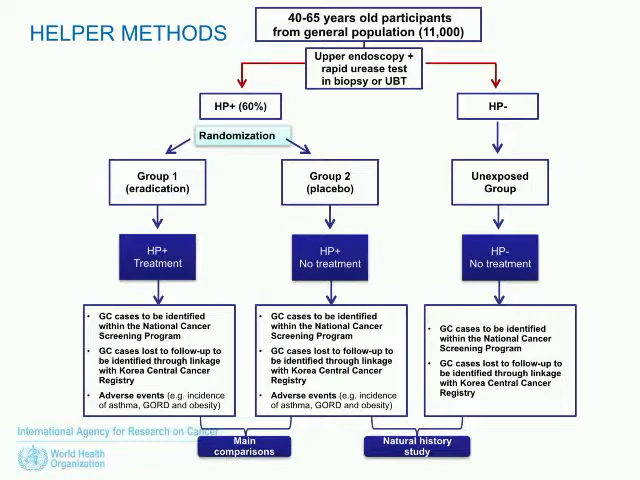 HELPER METHODS
40-65 years old participants
from general population (11,000)
Upper endoscopy +
rapid urease test
in biopsy or UBT
HP+ (60%)
HP-
Randomization
Group 1
(eradication)
Group 2
(placebo)
Unexposed
Group
HP+
Treatment
HP+
No treatment
HP-
No treatment
• GC cases to be identified
within the National Cancer
Screening Program
• GC cases lost to follow-up to
be identified through linkage
with Korea Central Cancer
Registry
• Adverse events (e.g. incidence
of asthma, GORD and obesity)
• GC cases to be identified
within the National Cancer
Screening Program
• GC cases lost to follow-up to
be identified through linkage
with Korea Central Cancer
Registry
• Adverse events (e.g. incidence
of asthma, GORD and obesity)
• GC cases to be identified
within the National Cancer
Screening Program
• GC cases lost to follow-up to
be identified through linkage
with Korea Central Cancer
Registry
Main
comparisons
Natural history
study
International Agency for Research on Cancer
World Health
Organization